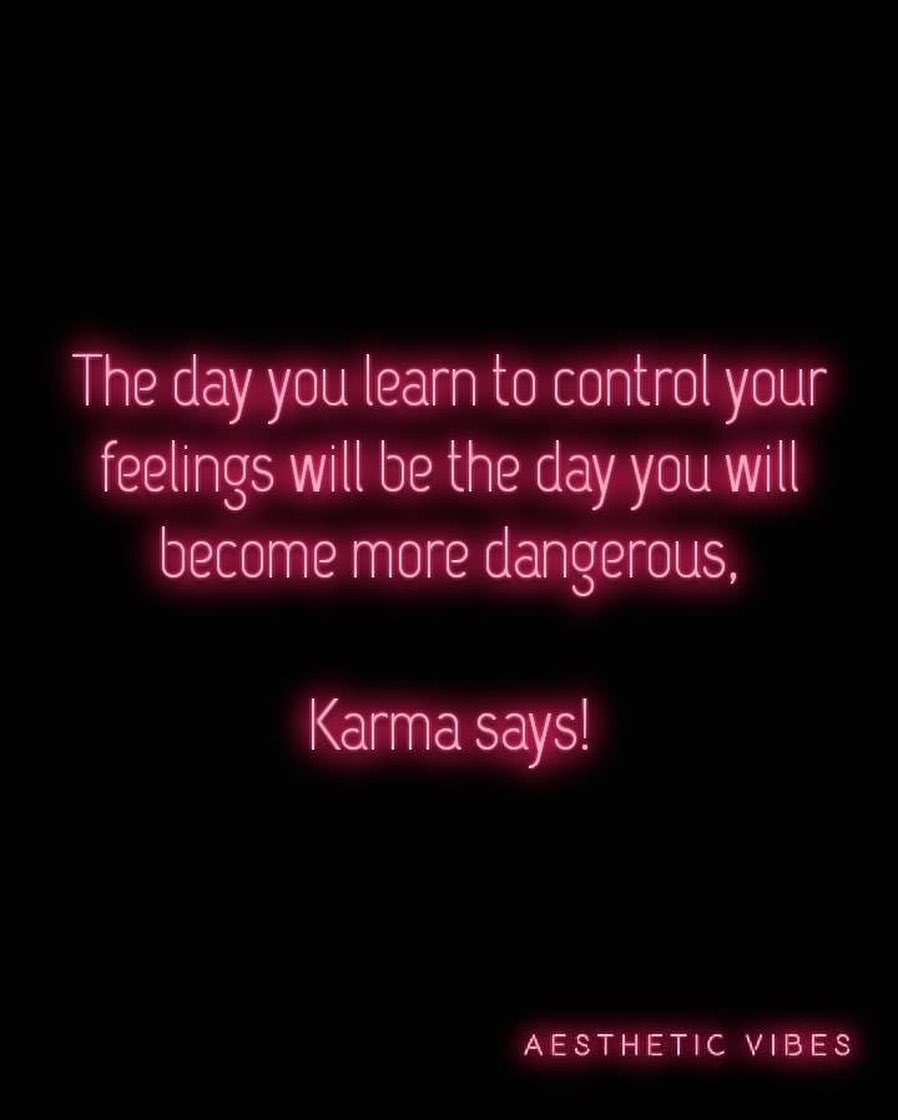 The day you learn to control your
feelings will be the day you will
become more dangerous,
Karma says!
AESTHETIC VIBES